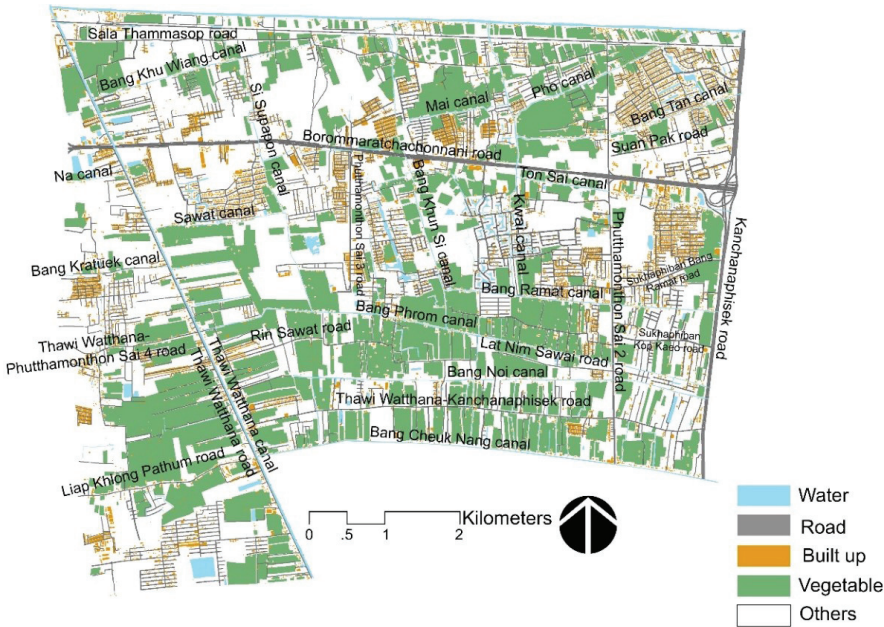 Sala Thammasop road
Bang Khu Wiang canal
Si Supapon canal
Mai canal
Pho canal
Bang Tan canal
Suan Pak road
Borommaratchachonnani road
Ton Sai canal
Na canal
Sawat canal
Phutthamonthon Sai 3 road
Bang Khun Si canal
Kwai canal
Phutthamonthon Sai 2 road
Kanchanaphisek road
Bang Kratuek canal
Sukhaphiban Bang
Ramat road
Bang Ramat canal
Bang Phrom canal
Rin Sawat road
Thawi Watthana-
Phutthamonthon Sai 4 road
Lat Nim Sawai road
Sukhaphiban
Kop Kaeo road
Bang Noi canal
Thawi Watthana canal
Thawi Watthana road
Thawi Watthana-Kanchanaphisek road
Bang Cheuk Nang canal
Liap Khlong Pathum road
Kilometers
0 .5 1 2
Water
Road
Built up
Vegetable
Others